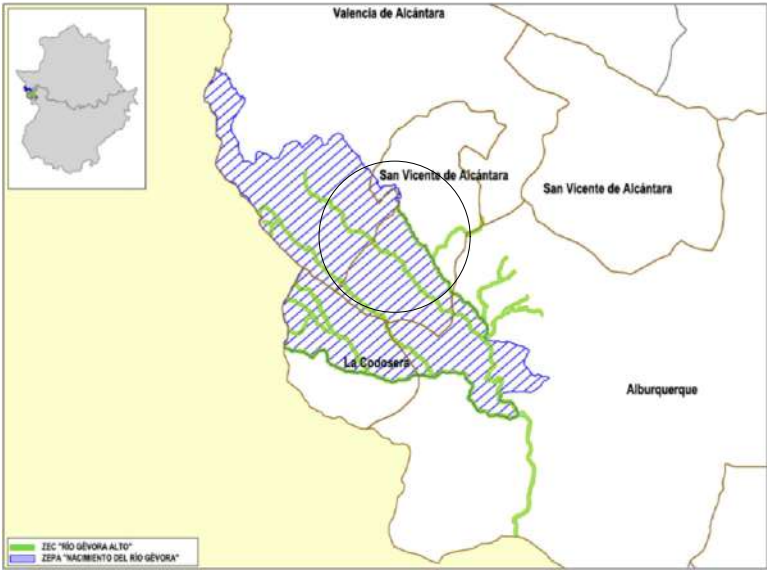 Valencia de Alcántara
San Vicente de Alcántara
San Vicente de Alcántara
La Codosera
Alburquerque
ZEC "RÍO GÉVORA ALTO"
ZEPA "NACIMIENTO DEL RÍO GÉVORA"